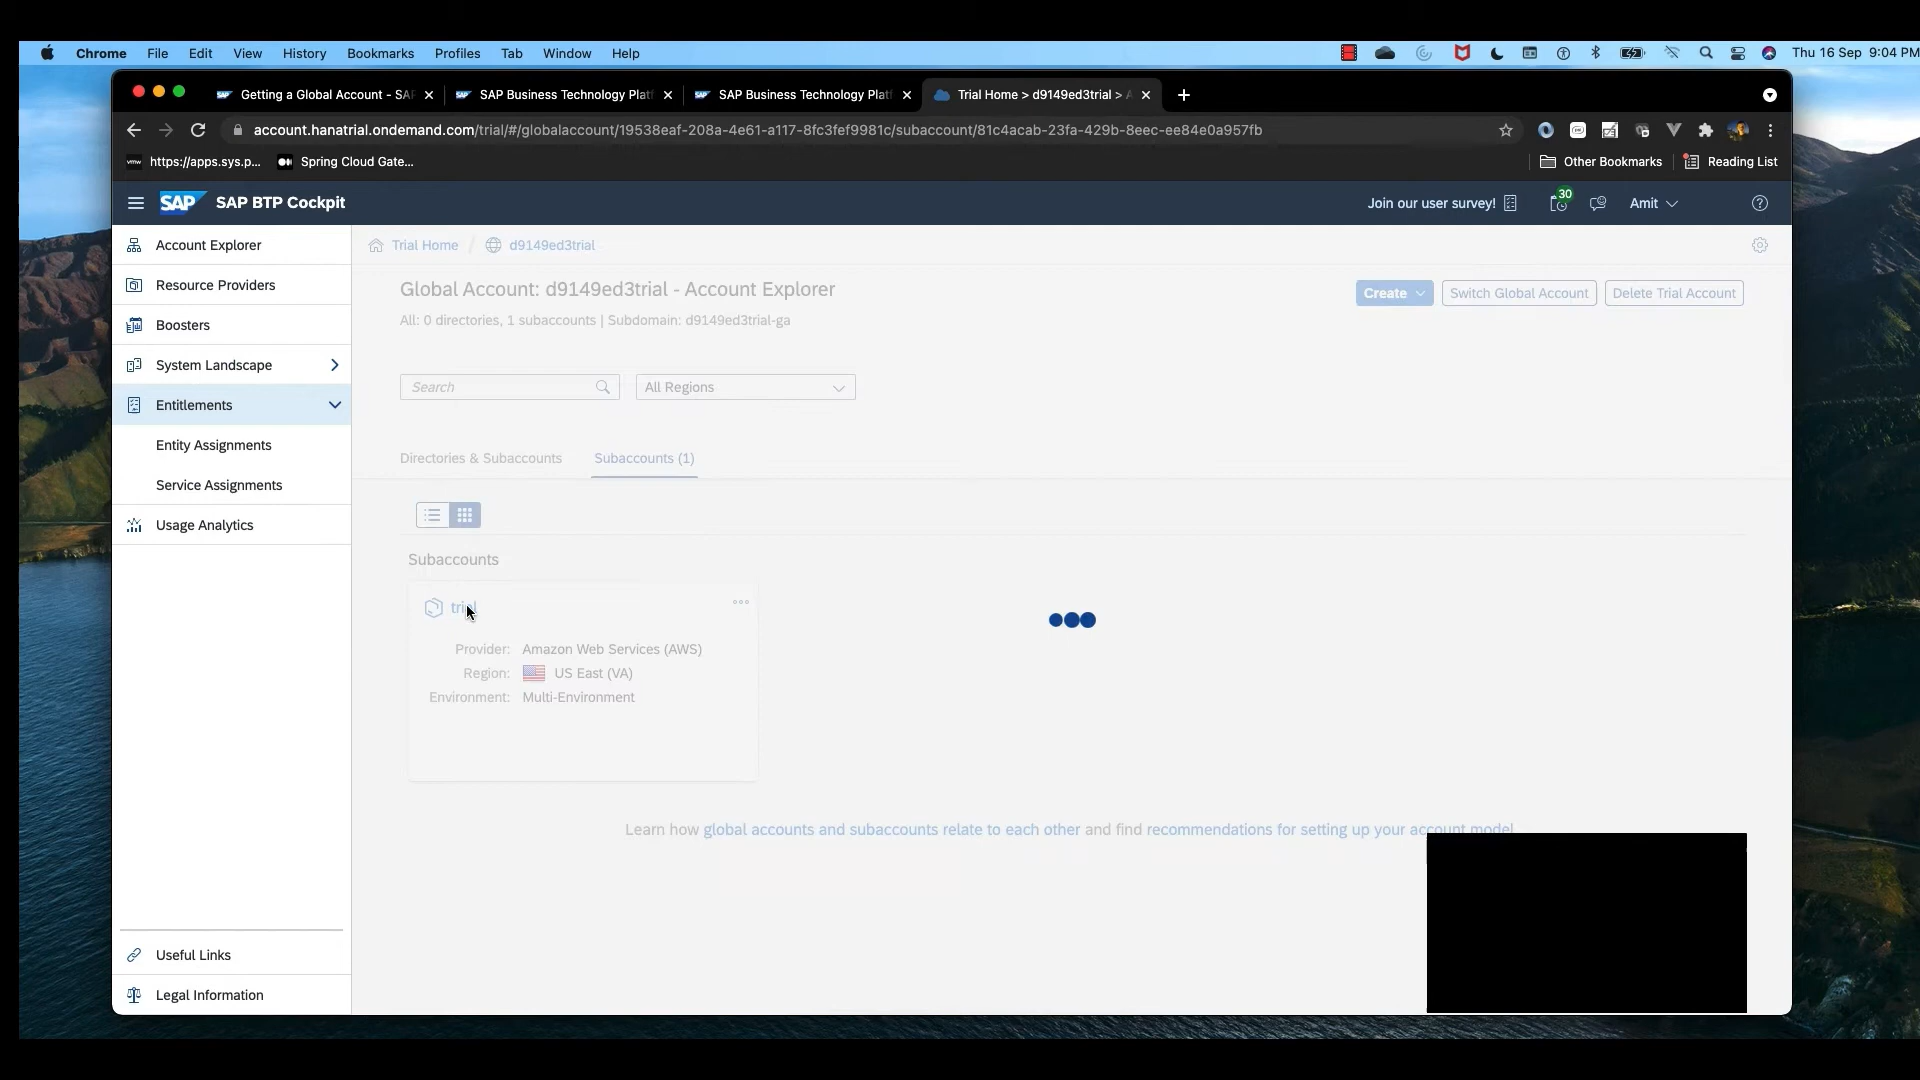 Chrome File Edit View History Bookmarks Profiles Tab Window Help Thu 16 Sep 9:04 PM
Getting a Global Account - SAP SAP Business Technology Platf SAP Business Technology Platf Trial Home > d9149ed3trial > A
account.hanatrial.ondemand.com/trial/#/globalaccount/19538eaf-208a-4e61-a117-8fc3fef9981c/subaccount/81c4acab-23fa-429b-8eec-ee84e0a957fb
vmw https://apps.sys.p... Spring Cloud Gate... Other Bookmarks Reading List
SAP SAP BTP Cockpit Join our user survey! 30 Amit
Account Explorer
Resource Providers
Boosters
System Landscape
Entitlements
Entity Assignments
Service Assignments
Usage Analytics
Useful Links
Legal Information
Trial Home / d9149ed3trial
Global Account: d9149ed3trial - Account Explorer
Create Switch Global Account Delete Trial Account
All: 0 directories, 1 subaccounts | Subdomain: d9149ed3trial-ga
Search All Regions
Directories & Subaccounts Subaccounts (1)
Subaccounts
trial
Provider: Amazon Web Services (AWS)
Region: US East (VA)
Environment: Multi-Environment
Learn how global accounts and subaccounts relate to each other and find recommendations for setting up your account model